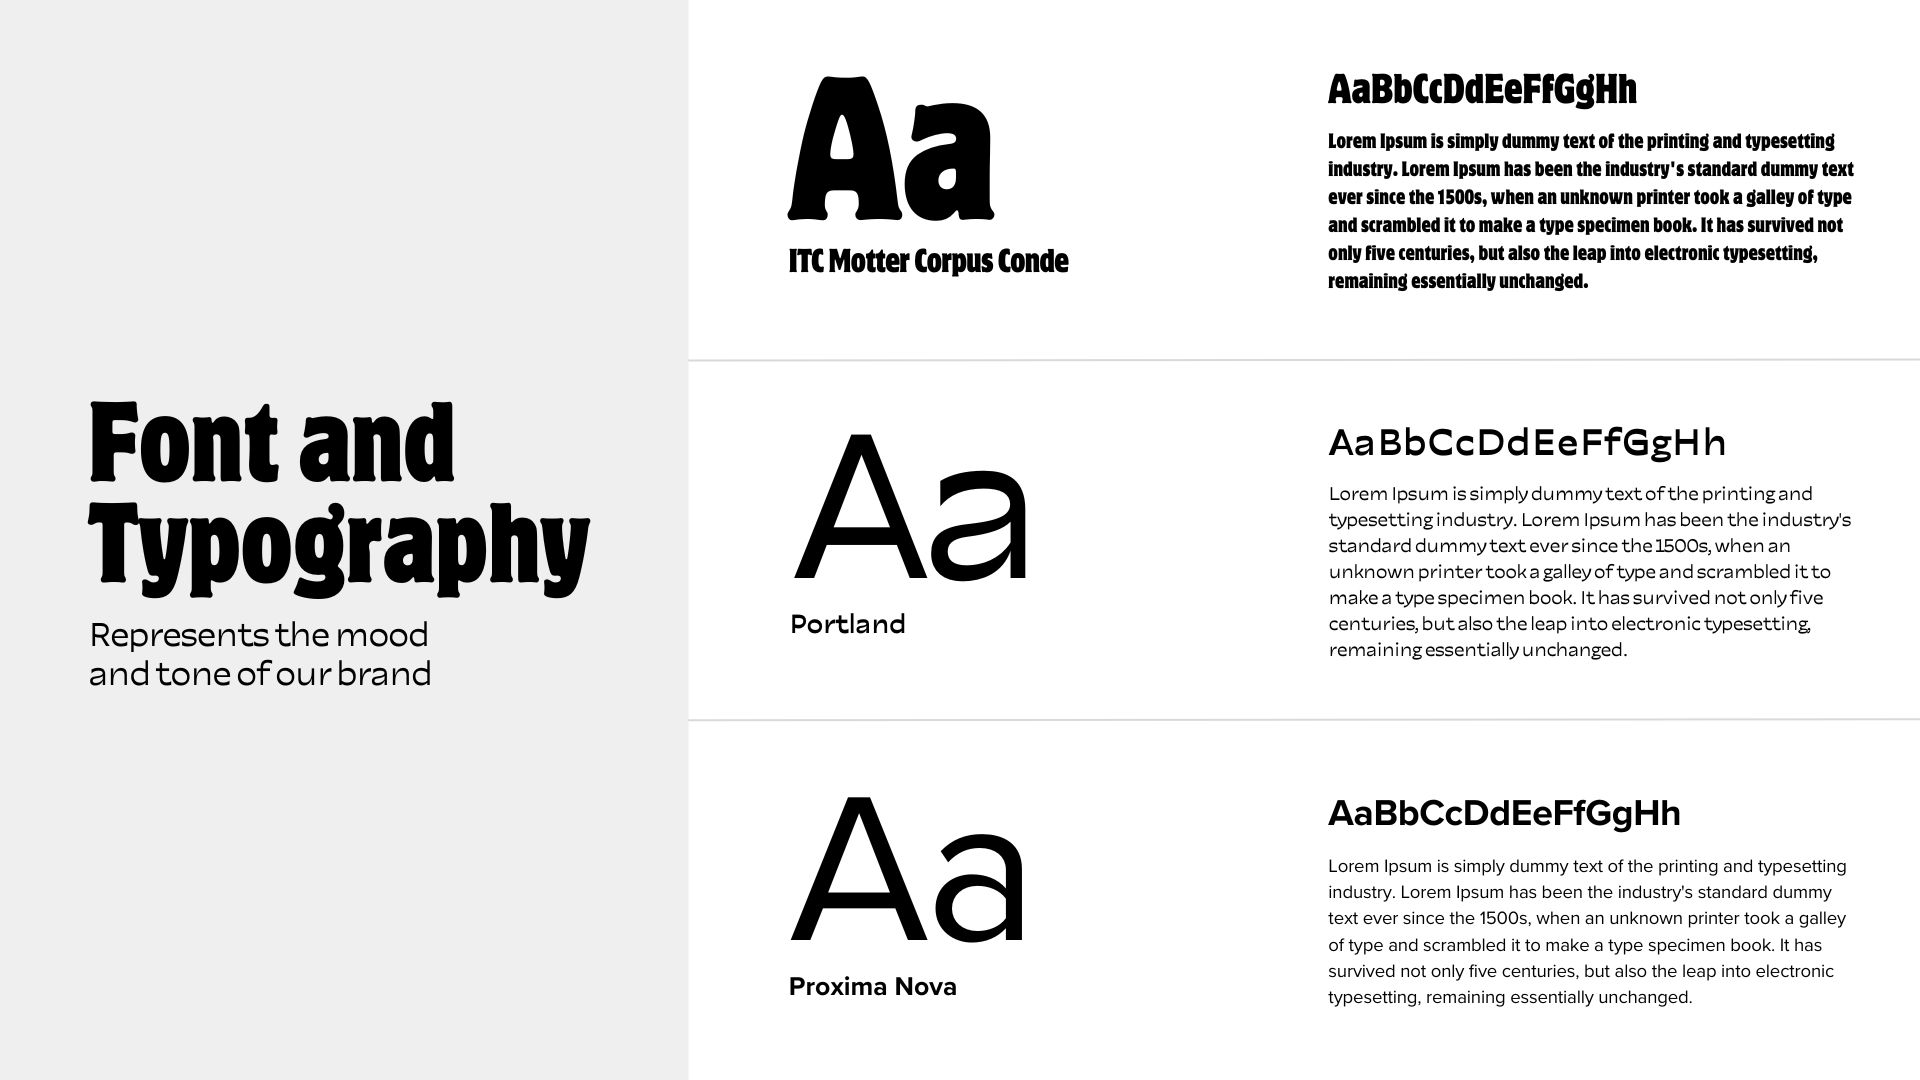 Font and
Typography
Represents the mood
and tone of our brand
Aa
ITC Motter Corpus Conde
AaBbCcDdEeFfGgHh
Lorem Ipsum is simply dummy text of the printing and typesetting
industry. Lorem Ipsum has been the industry's standard dummy text
ever since the 1500s, when an unknown printer took a galley of type
and scrambled it to make a type specimen book. It has survived not
only five centuries, but also the leap into electronic typesetting,
remaining essentially unchanged.
Aa
Portland
AaBbCcDdEeFfGgHh
Lorem Ipsum is simply dummy text of the printing and
typesetting industry. Lorem Ipsum has been the industry's
standard dummy text ever since the 1500s, when an
unknown printer took a galley of type and scrambled it to
make a type specimen book. It has survived not only five
centuries, but also the leap into electronic typesetting,
remaining essentially unchanged.
Aa
Proxima Nova
AaBbCcDdEeFfGgHh
Lorem Ipsum is simply dummy text of the printing and typesetting
industry. Lorem Ipsum has been the industry's standard dummy
text ever since the 1500s, when an unknown printer took a galley
of type and scrambled it to make a type specimen book. It has
survived not only five centuries, but also the leap into electronic
typesetting, remaining essentially unchanged.